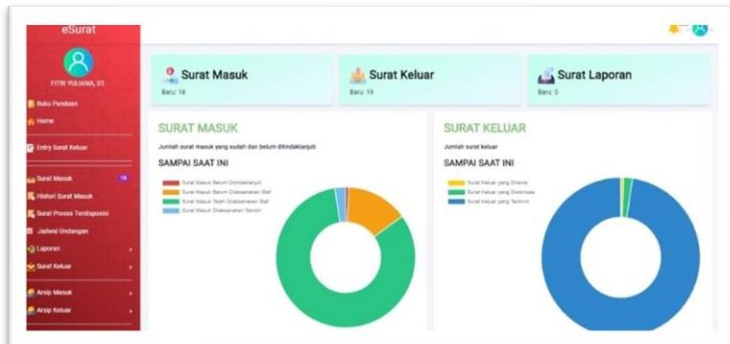 eSurat
FITRI YULIANA, ST.
Buku Panduan
Home
Entry Surat Keluar
Surat Masuk 18
Histori Surat Masuk
Surat Proses Terdisposisi
Jadwal Undangan
Laporan
Surat Keluar
Arsip Masuk
Arsip Keluar
Surat Masuk
Baru: 18
Surat Keluar
Baru: 19
Surat Laporan
Baru: 0
SURAT MASUK
Jumlah surat masuk yang sudah dan belum ditindaklanjuti
SAMPAI SAAT INI
Surat Masuk Belum Ditindaklanjuti
Surat Masuk Belum Dilaksanakan Staf
Surat Masuk Telah Dilaksanakan Staf
Surat Masuk Dilaksanakan Sendiri
SURAT KELUAR
Jumlah surat keluar
SAMPAI SAAT INI
Surat Keluar yang Direvisi
Surat Keluar yang
Surat Keluar yang Terkirim